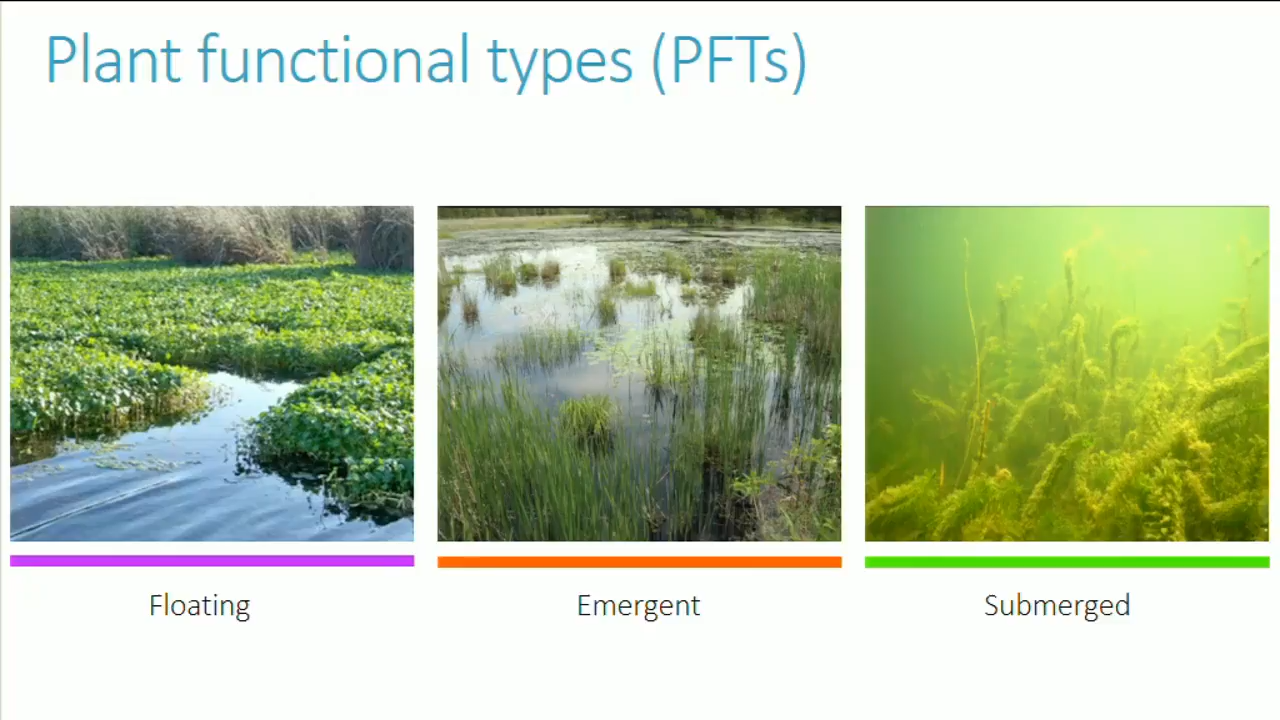 Plant functional types (PFTs)
Floating
Emergent
Submerged